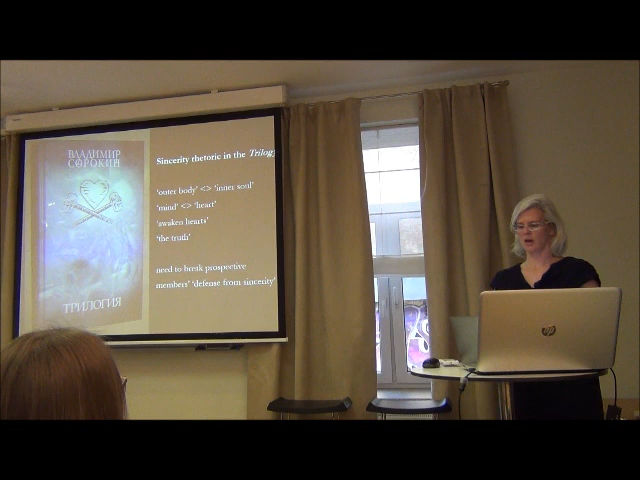 ВЛАДИМИР
СОРОКИН
ТРИЛОГИЯ
Sincerity rhetoric in the Trilogy
'outer body' <> 'inner soul'
'mind' <> 'heart'
'awaken hearts'
'the truth'
need to break prospective
members' 'defense from sincerity'
hp